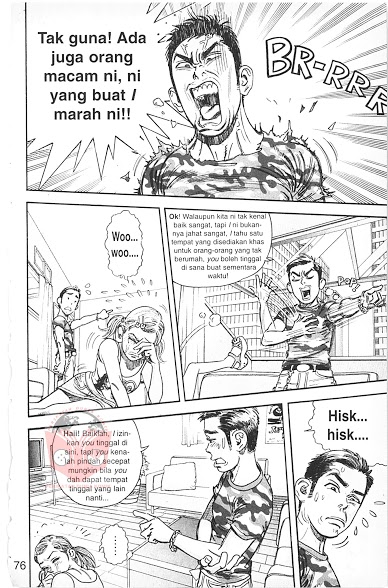 Tak guna! Ada
juga orang
macam ni, ni
yang buat I
marah ni!!
BR-RR-R
Woo...
woo....
Ok! Walaupun kita ni tak kenal
baik sangat, tapi I ni bukan-
nya jahat sangat, I tahu satu
tempat yang disediakan khas
untuk orang-orang yang tak
berumah, you boleh tinggal
di sana buat sementara
waktu!
POFF
Hisk...
hisk....
Haii! Baiklah, I izin-
kan you tinggal di
sini, tapi you kena-
lah pindah secepat
mungkin bila you
dah dapat tempat
tinggal yang lain
nanti...
......
76